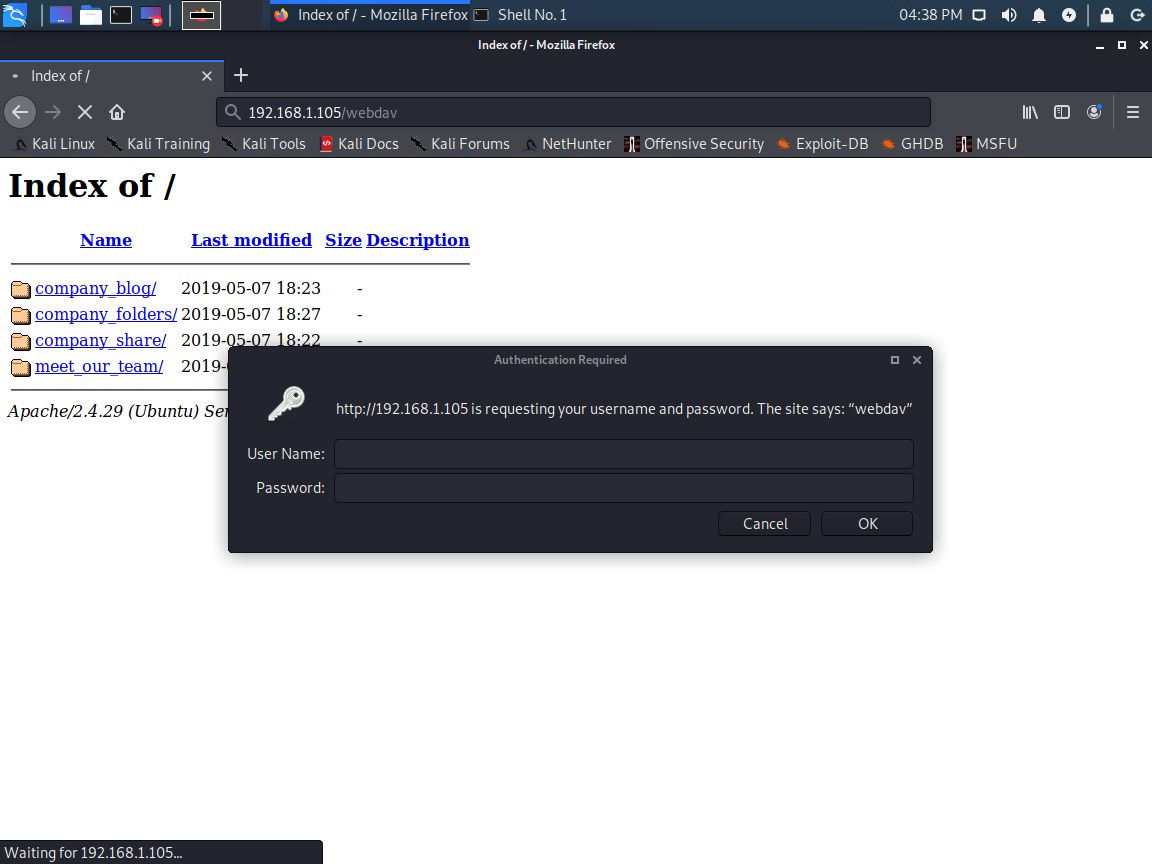 Index of / - Mozilla Firefox Shell No. 1 04:38 PM
Index of / - Mozilla Firefox
Index of /
192.168.1.105/webdav
Kali Linux Kali Training Kali Tools Kali Docs Kali Forums NetHunter Offensive Security Exploit-DB GHDB MSFU
Index of /
Name Last modified Size Description
company_blog/ 2019-05-07 18:23 -
company_folders/ 2019-05-07 18:27 -
company_share/ 2019-05-07 18:22 -
meet_our_team/ 2019-
Apache/2.4.29 (Ubuntu) Ser
Authentication Required
http://192.168.1.105 is requesting your username and password. The site says: “webdav”
User Name:
Password:
Cancel OK
Waiting for 192.168.1.105...